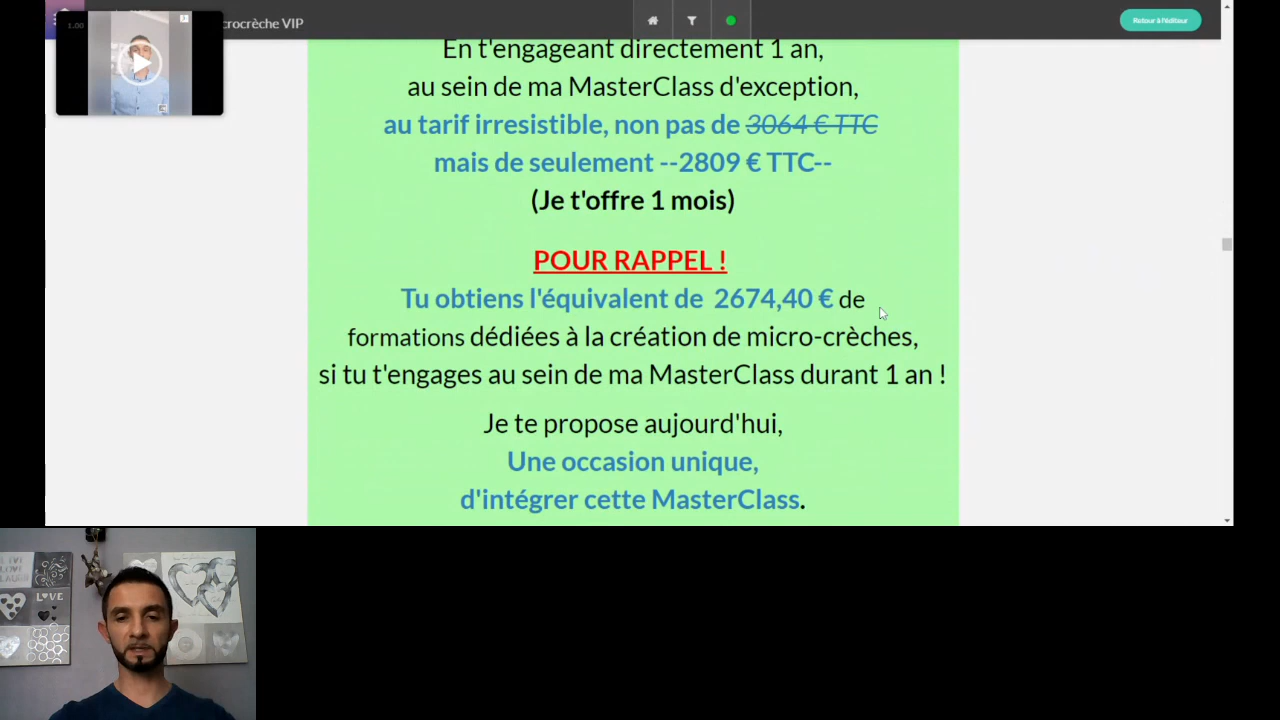 1.00
crocrèche VIP
Retour à l'éditeur
En t'engageant directement 1 an,
au sein de ma MasterClass d'exception,
au tarif irresistible, non pas de 3064 € TTC
mais de seulement --2809 € TTC--
(Je t'offre 1 mois)
POUR RAPPEL !
Tu obtiens l'équivalent de 2674,40 € de
formations dédiées à la création de micro-crèches,
si tu t'engages au sein de ma MasterClass durant 1 an !
Je te propose aujourd'hui,
Une occasion unique,
d'intégrer cette MasterClass.
LOVE